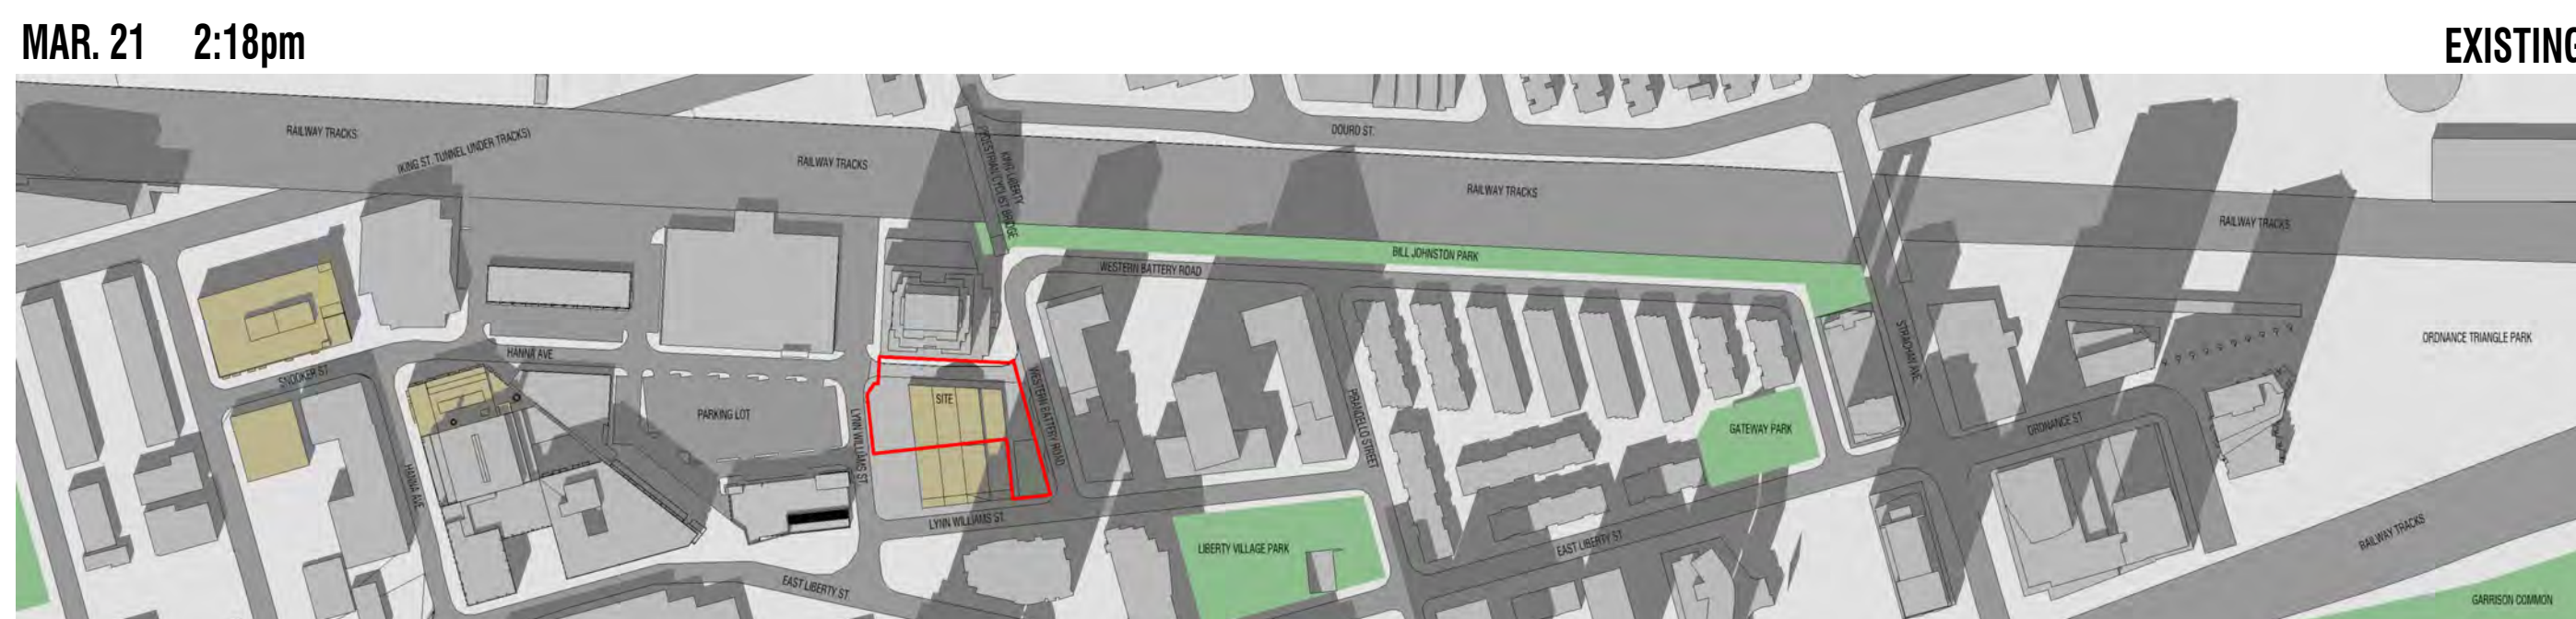 MAR. 21 2:18pm
EXISTING
RAILWAY TRACKS
(KING ST. TUNNEL UNDER TRACKS)
RAILWAY TRACKS
KING LIBERTY
PEDESTRIAN CYCLIST BRIDGE
DOURO ST.
RAILWAY TRACKS
RAILWAY TRACKS
BILL JOHNSTON PARK
WESTERN BATTERY ROAD
STRACHAN AVE.
ORDNANCE TRIANGLE PARK
HANNA AVE
SNOOKER ST.
SITE
PARKING LOT
LYNN WILLIAMS ST.
WESTERN BATTERY ROAD
PIRANDELLO STREET
GATEWAY PARK
ORDNANCE ST.
HANNA AVE
LYNN WILLIAMS ST.
LIBERTY VILLAGE PARK
EAST LIBERTY ST
RAILWAY TRACKS
EAST LIBERTY ST
GARRISON COMMON